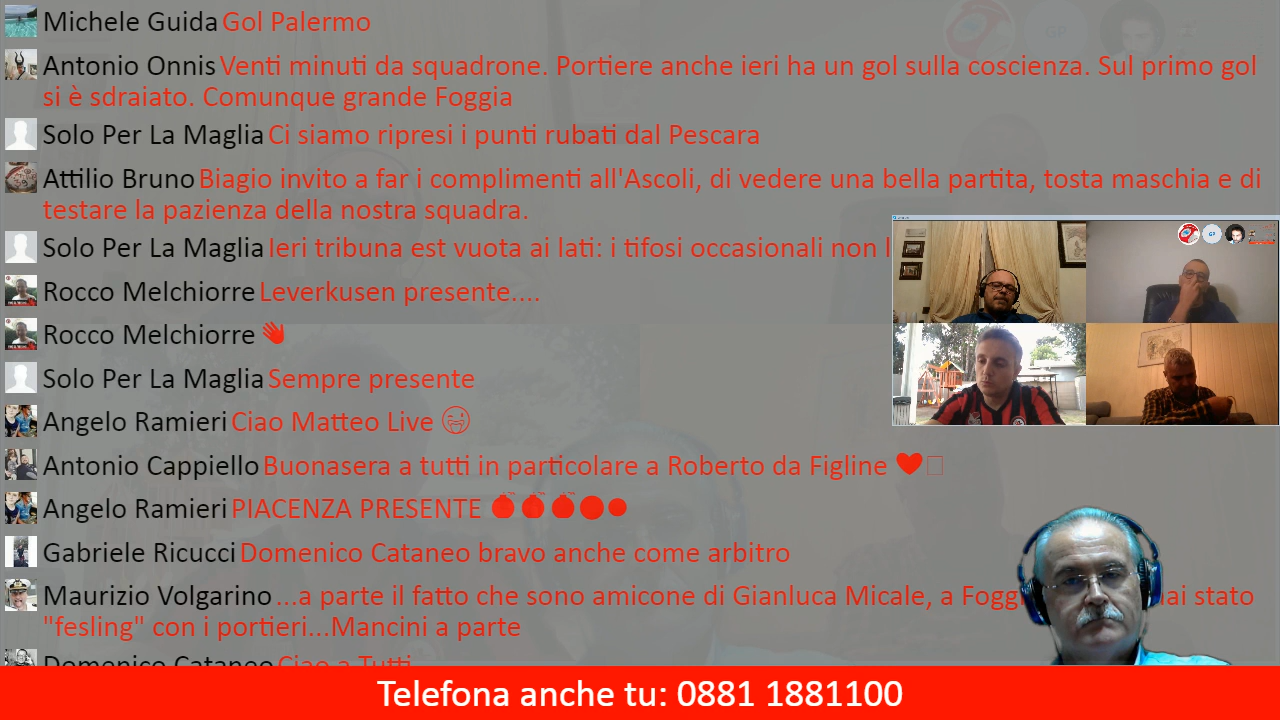 Michele Guida Gol Palermo
Antonio Onnis Venti minuti da squadrone. Portiere anche ieri ha un gol sulla coscienza. Sul primo gol
si è sdraiato. Comunque grande Foggia
Solo Per La Maglia Ci siamo ripresi i punti rubati dal Pescara
Attilio Bruno Biagio invito a far i complimenti all'Ascoli, di vedere una bella partita, tosta maschia e di
testare la pazienza della nostra squadra.
Solo Per La Maglia Ieri tribuna est vuota ai lati: i tifosi occasionali non
GP
Rocco Melchiorre Leverkusen presente....
Rocco Melchiorre 👋
Solo Per La Maglia Sempre presente
Angelo Ramieri Ciao Matteo Live 😜
Antonio Cappiello Buonasera a tutti in particolare a Roberto da Figline ❤
Angelo Ramieri PIACENZA PRESENTE 💣💣💣⚫●
Gabriele Ricucci Domenico Cataneo bravo anche come arbitro
Maurizio Volgarino ...a parte il fatto che sono amicone di Gianluca Micale, a stato
"fesling" con i portieri...Mancini a parte
Domenico Cataneo Ciao a Tutti
Telefona anche tu: 0881 1881100